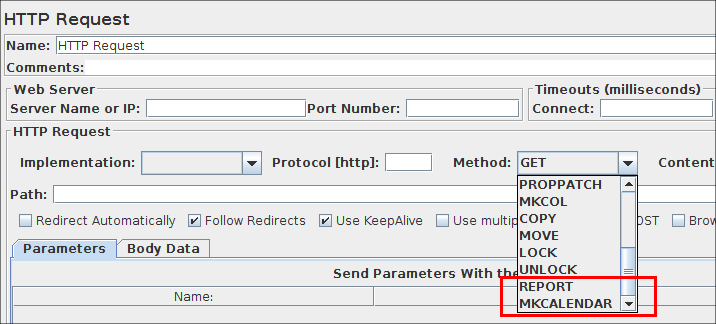 HTTP Request
Name: HTTP Request
Comments:
Web Server
Timeouts (milliseconds)
Server Name or IP: Port Number: Connect:
HTTP Request
Implementation: Protocol [http]: Method: GET Content
Path:
Redirect Automatically Follow Redirects Use KeepAlive Use multip OST Brow
PROPPATCH
MKCOL
COPY
MOVE
LOCK
UNLOCK
REPORT
MKCALENDAR
Parameters Body Data
Send Parameters With the
Name: